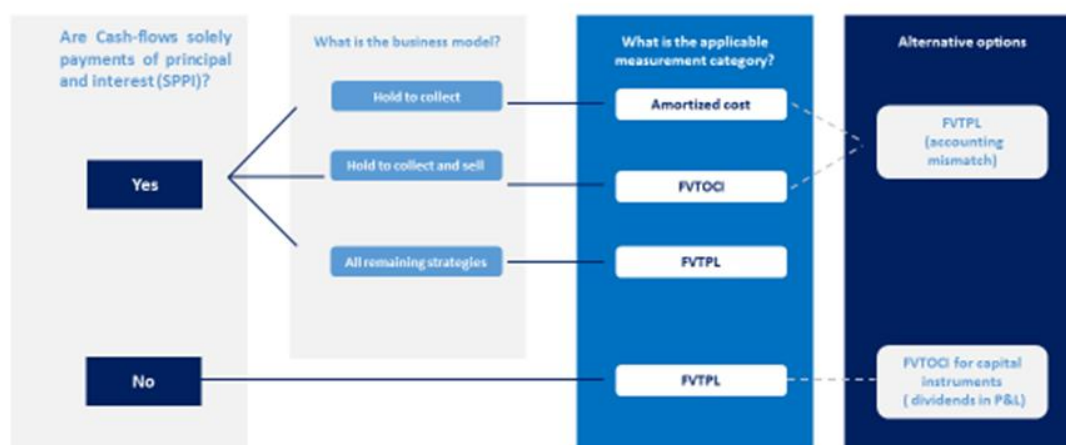 Are Cash-flows solely
payments of principal
and interest (SPPI)?
What is the business model?
What is the applicable
measurement category?
Alternative options
Hold to collect
Amortized cost
FVTPL
(accounting
mismatch)
Yes
Hold to collect and sell
FVTOCI
All remaining strategies
FVTPL
No
FVTPL
FVTOCI for capital
instruments
( dividends in P&L)